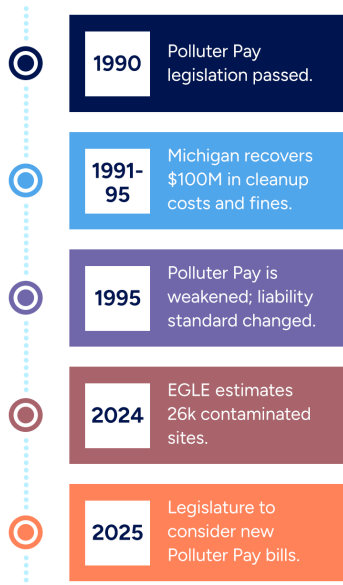 1990
Polluter Pay
legislation passed.
1991-
95
Michigan recovers
$100M in cleanup
costs and fines.
1995
Polluter Pay is
weakened; liability
standard changed.
2024
EGLE estimates
26k contaminated
sites.
2025
Legislature to
consider new
Polluter Pay bills.